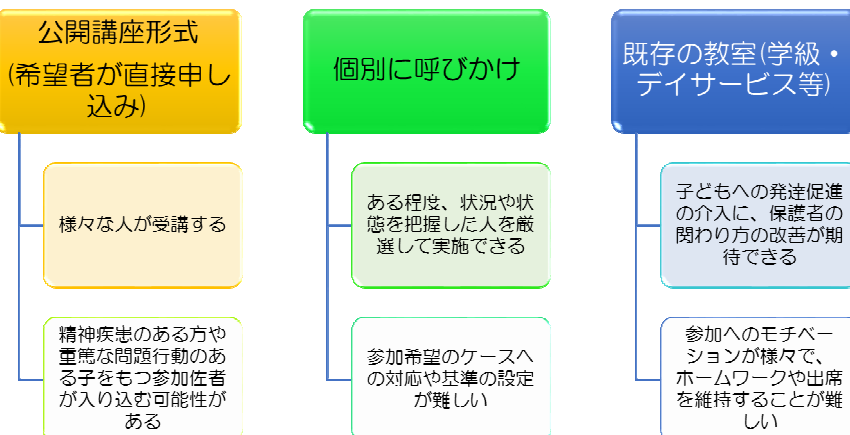 公開講座形式
(希望者が直接申し
込み)
様々な人が受講する
精神疾患のある方や
重篤な問題行動のあ
る子をもつ参加佐者
が入り込む可能性が
ある
個別に呼びかけ
ある程度、状況や状
態を把握した人を厳
選して実施できる
参加希望のケースへ
の対応や基準の設定
が難しい
既存の教室(学級・
デイサービス等)
子どもへの発達促進
の介入に、保護者の
関わり方の改善が期
待できる
参加へのモチベー
ションが様々で、
ホームワークや出席
を維持することが難
しい